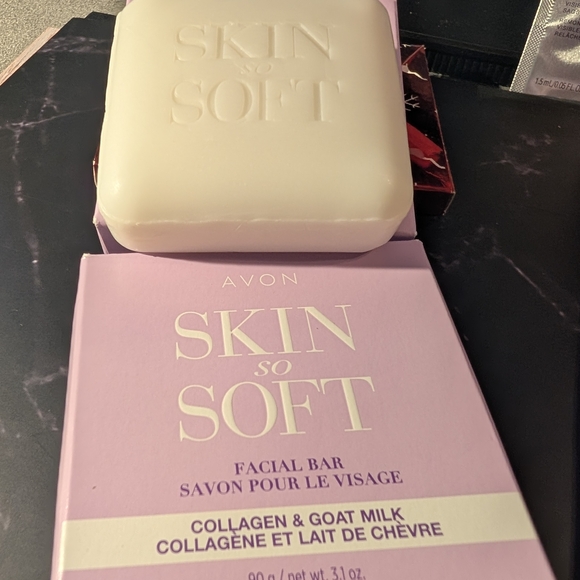 SKIN
so
SOFT
AVON
SKIN
so
SOFT
FACIAL BAR
SAVON POUR LE VISAGE
COLLAGEN & GOAT MILK
COLLAGÈNE ET LAIT DE CHÈVRE
90 g / net wt. 3.1 oz.